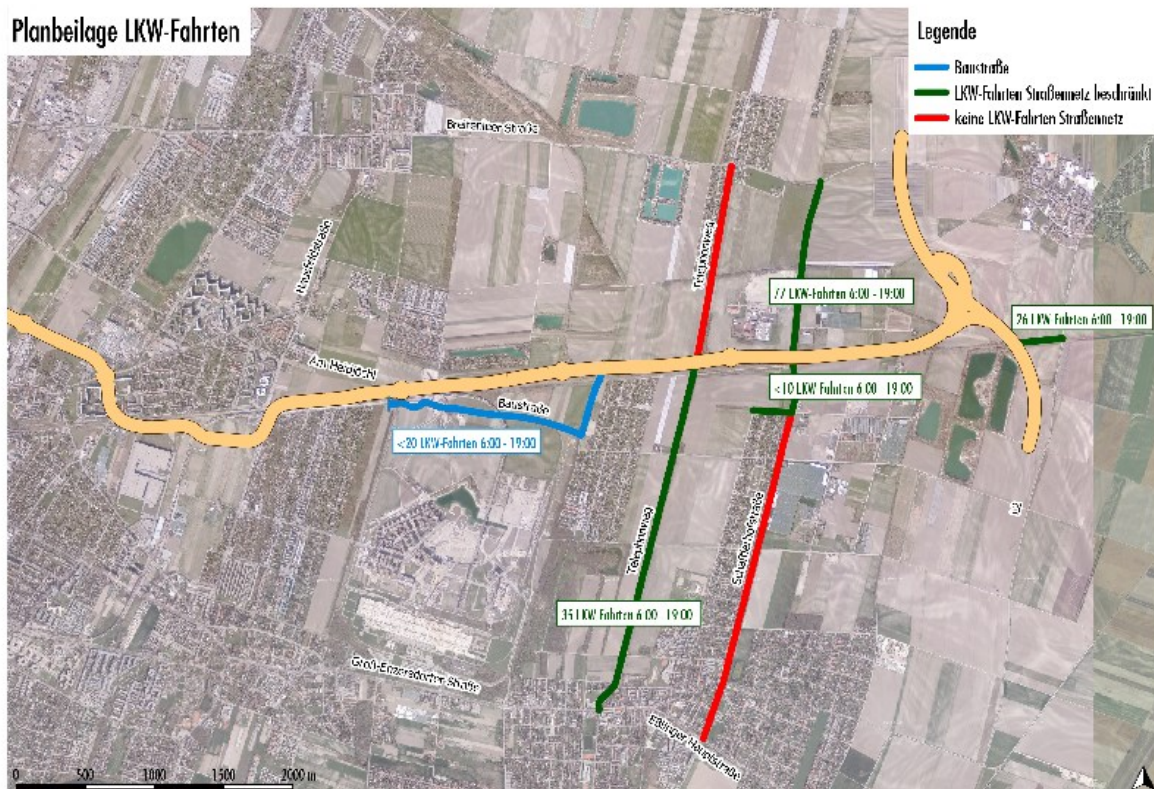 Planbeilage LKW-Fahrten
Legende
Baustraße
LKW-Fahrten Straßennetz beschränkt
keine LKW-Fahrten Straßennetz
Hausfeldstraße
Telephonweg
77 LKW-Fahrten 6:00 - 19:00
26 LKW Fahrten 6:00 - 19:00
Am Heidjöchl
<10 LKW Fahrten 6:00 - 19:00
Baustraße
<20 LKW-Fahrten 6:00 - 19:00
Telephonweg
Schafflerhofstraße
35 LKW Fahrten 6:00 - 19:00
Groß-Enzersdorfer Straße
Eßlinger Hauptstraße
0 500 1000 1500 2000 m